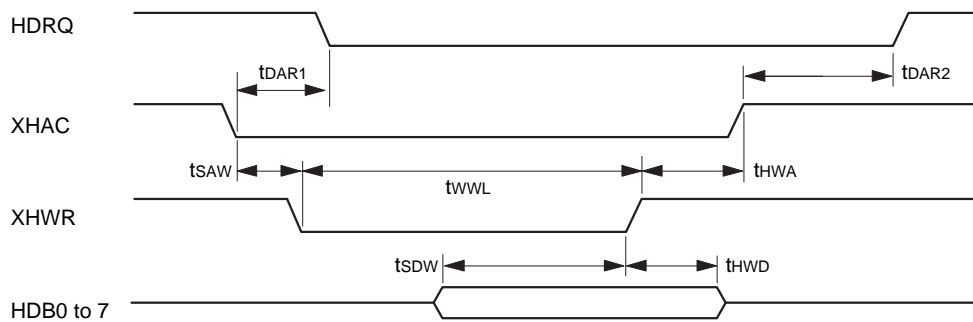 HDRQ
tDAR1
tDAR2
XHAC
tSAW
tWWL
tHWA
XHWR
tSDW
tHWD
HDB0 to 7